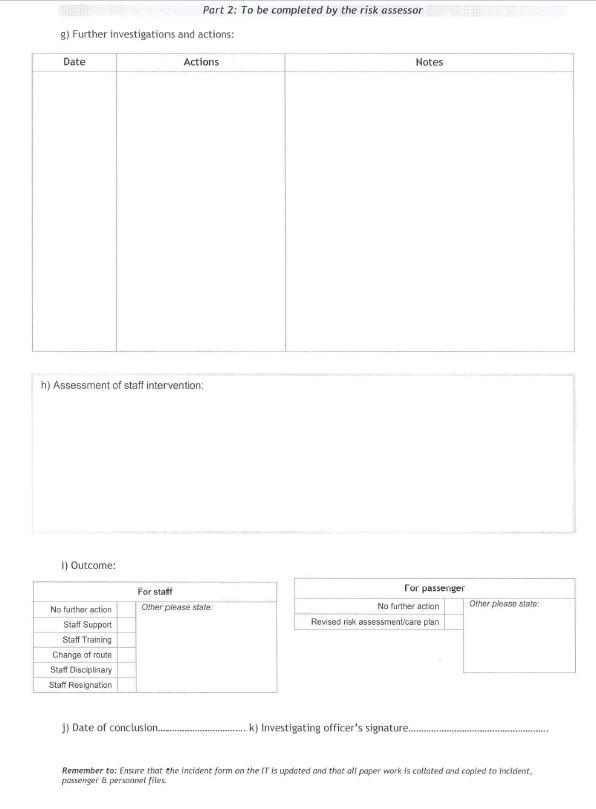 Part 2: To be completed by the risk assessor
g) Further investigations and actions:
Date Actions Notes
h) Assessment of staff intervention:
i) Outcome:
For staff
No further action Other please state:
Staff Support
Staff Training
Change of route
Staff Disciplinary
Staff Resignation
For passenger
No further action Other please state:
Revised risk assessment/care plan
j) Date of conclusion.................................. k) Investigating officer's signature......................................................
Remember to: Ensure that the incident form on the IT is updated and that all paper work is collated and copied to incident,
passenger & personnel files.